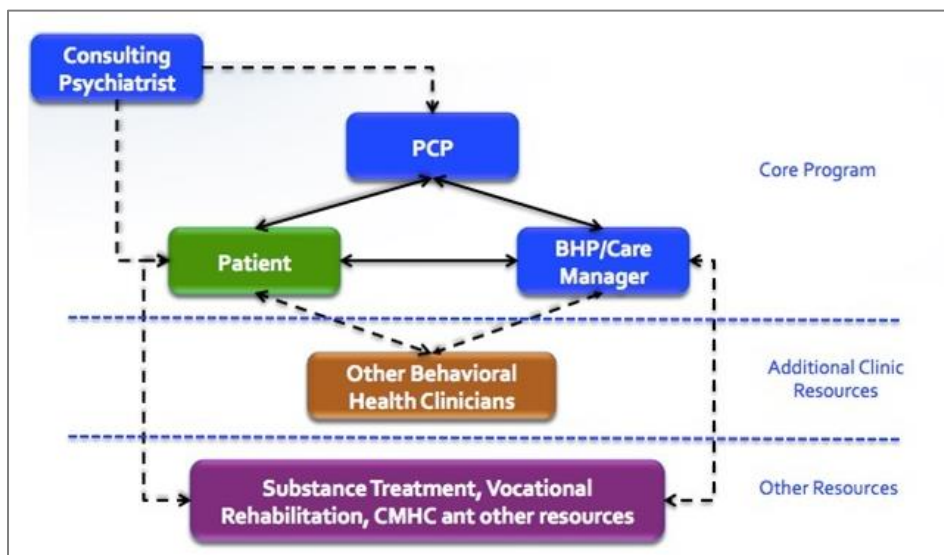 Consulting
Psychiatrist
PCP
Core Program
Patient
BHP/Care
Manager
Other Behavioral
Health Clinicians
Additional Clinic
Resources
Substance Treatment, Vocational
Rehabilitation, CMHC ant other resources
Other Resources